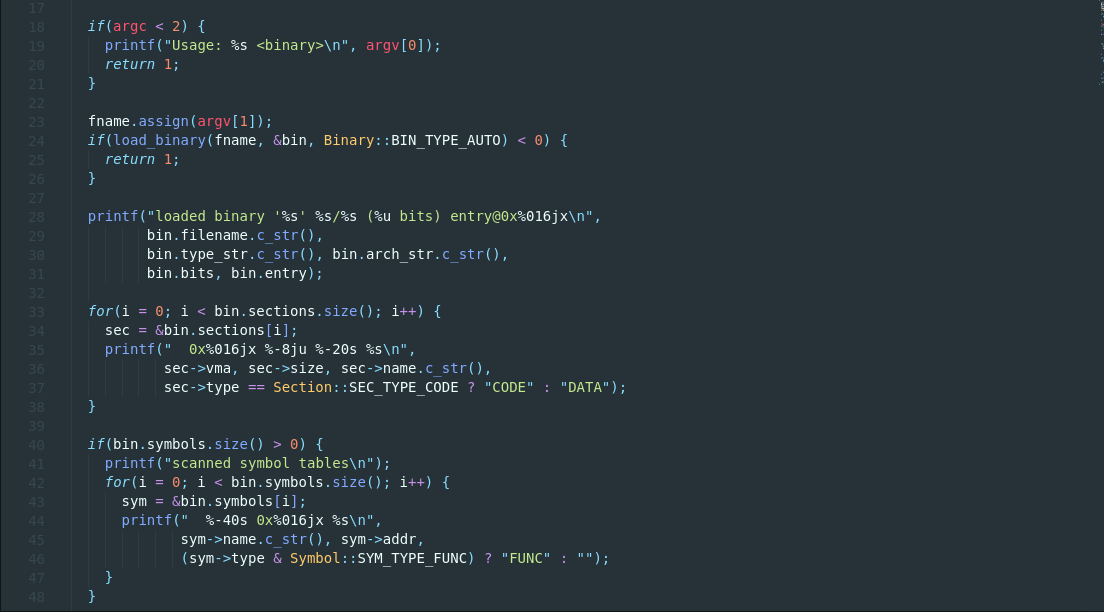 17
18 if(argc < 2) {
19 printf("Usage: %s <binary>\n", argv[0]);
20 return 1;
21 }
22
23 fname.assign(argv[1]);
24 if(load_binary(fname, &bin, Binary::BIN_TYPE_AUTO) < 0) {
25 return 1;
26 }
27
28 printf("loaded binary '%s' %s/%s (%u bits) entry@0x%016jx\n",
29 bin.filename.c_str(),
30 bin.type_str.c_str(), bin.arch_str.c_str(),
31 bin.bits, bin.entry);
32
33 for(i = 0; i < bin.sections.size(); i++) {
34 sec = &bin.sections[i];
35 printf("  0x%016jx %-8ju %-20s %s\n",
36 sec->vma, sec->size, sec->name.c_str(),
37 sec->type == Section::SEC_TYPE_CODE ? "CODE" : "DATA");
38 }
39
40 if(bin.symbols.size() > 0) {
41 printf("scanned symbol tables\n");
42 for(i = 0; i < bin.symbols.size(); i++) {
43 sym = &bin.symbols[i];
44 printf("  %-40s 0x%016jx %s\n",
45 sym->name.c_str(), sym->addr,
46 (sym->type & Symbol::SYM_TYPE_FUNC) ? "FUNC" : "");
47 }
48 }